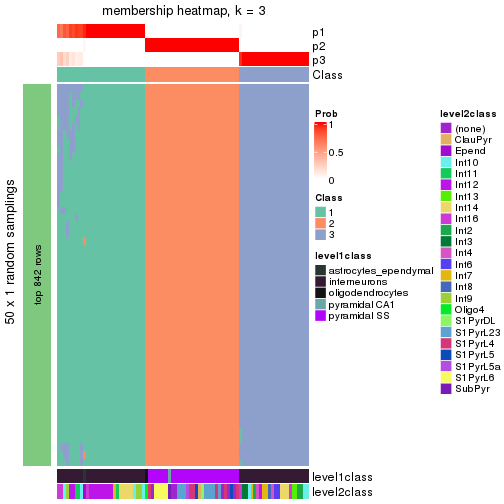 membership heatmap, k = 3
p1
p2
p3
Class
50 x 1 random samplings
top 842 rows
level1class
level2class
Prob
1
0.5
0
Class
1
2
3
level1class
astrocytes_ependymal
interneurons
oligodendrocytes
pyramidal CA1
pyramidal SS
level2class
(none)
ClauPyr
Epend
Int10
Int11
Int12
Int13
Int14
Int16
Int2
Int3
Int4
Int6
Int7
Int8
Int9
Oligo4
S1PyrDL
S1PyrL23
S1PyrL4
S1PyrL5
S1PyrL5a
S1PyrL6
SubPyr